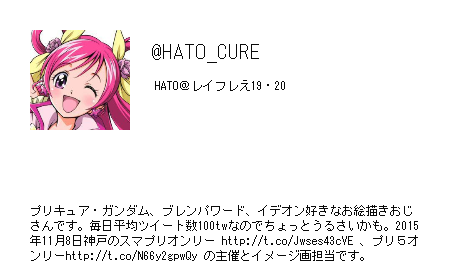 @HATO_CURE
HATO@レイフレえ19・20
プリキュア・ガンダム、ブレンパワード、イデオン好きなお絵描きおじ
さんです。毎日平均ツイート数100twなのでちょっとうるさいかも。2015
年11月8日神戸のスマプリオンリー http://t.co/Jwses43cVE 、プリ５オ
ンリーhttp://t.co/N66y2gpwQy の主催とイメージ画担当です。